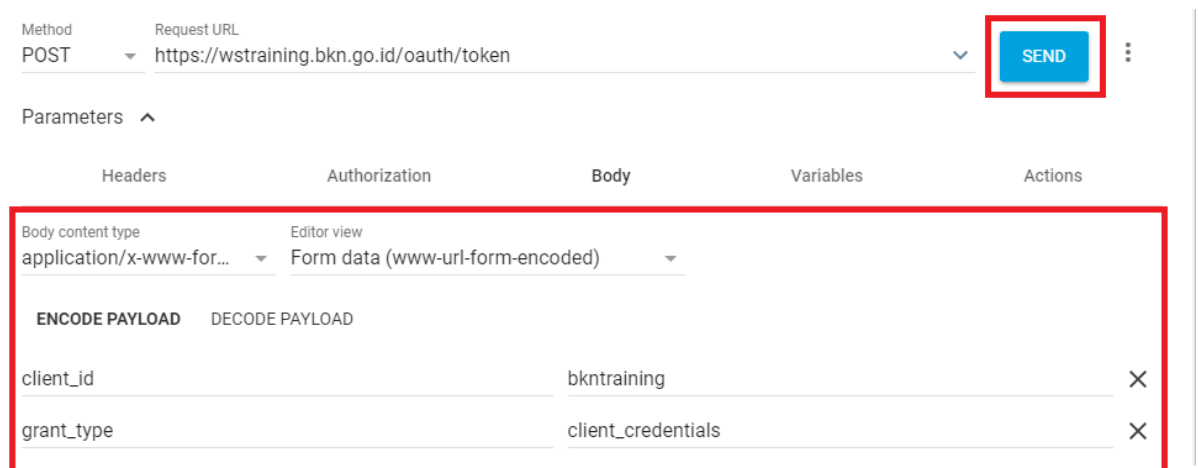 Method Request URL
POST https://wstraining.bkn.go.id/oauth/token SEND
Parameters
Headers Authorization Body Variables Actions
Body content type Editor view
application/x-www-for... Form data (www-url-form-encoded)
ENCODE PAYLOAD DECODE PAYLOAD
client_id bkntraining
grant_type client_credentials